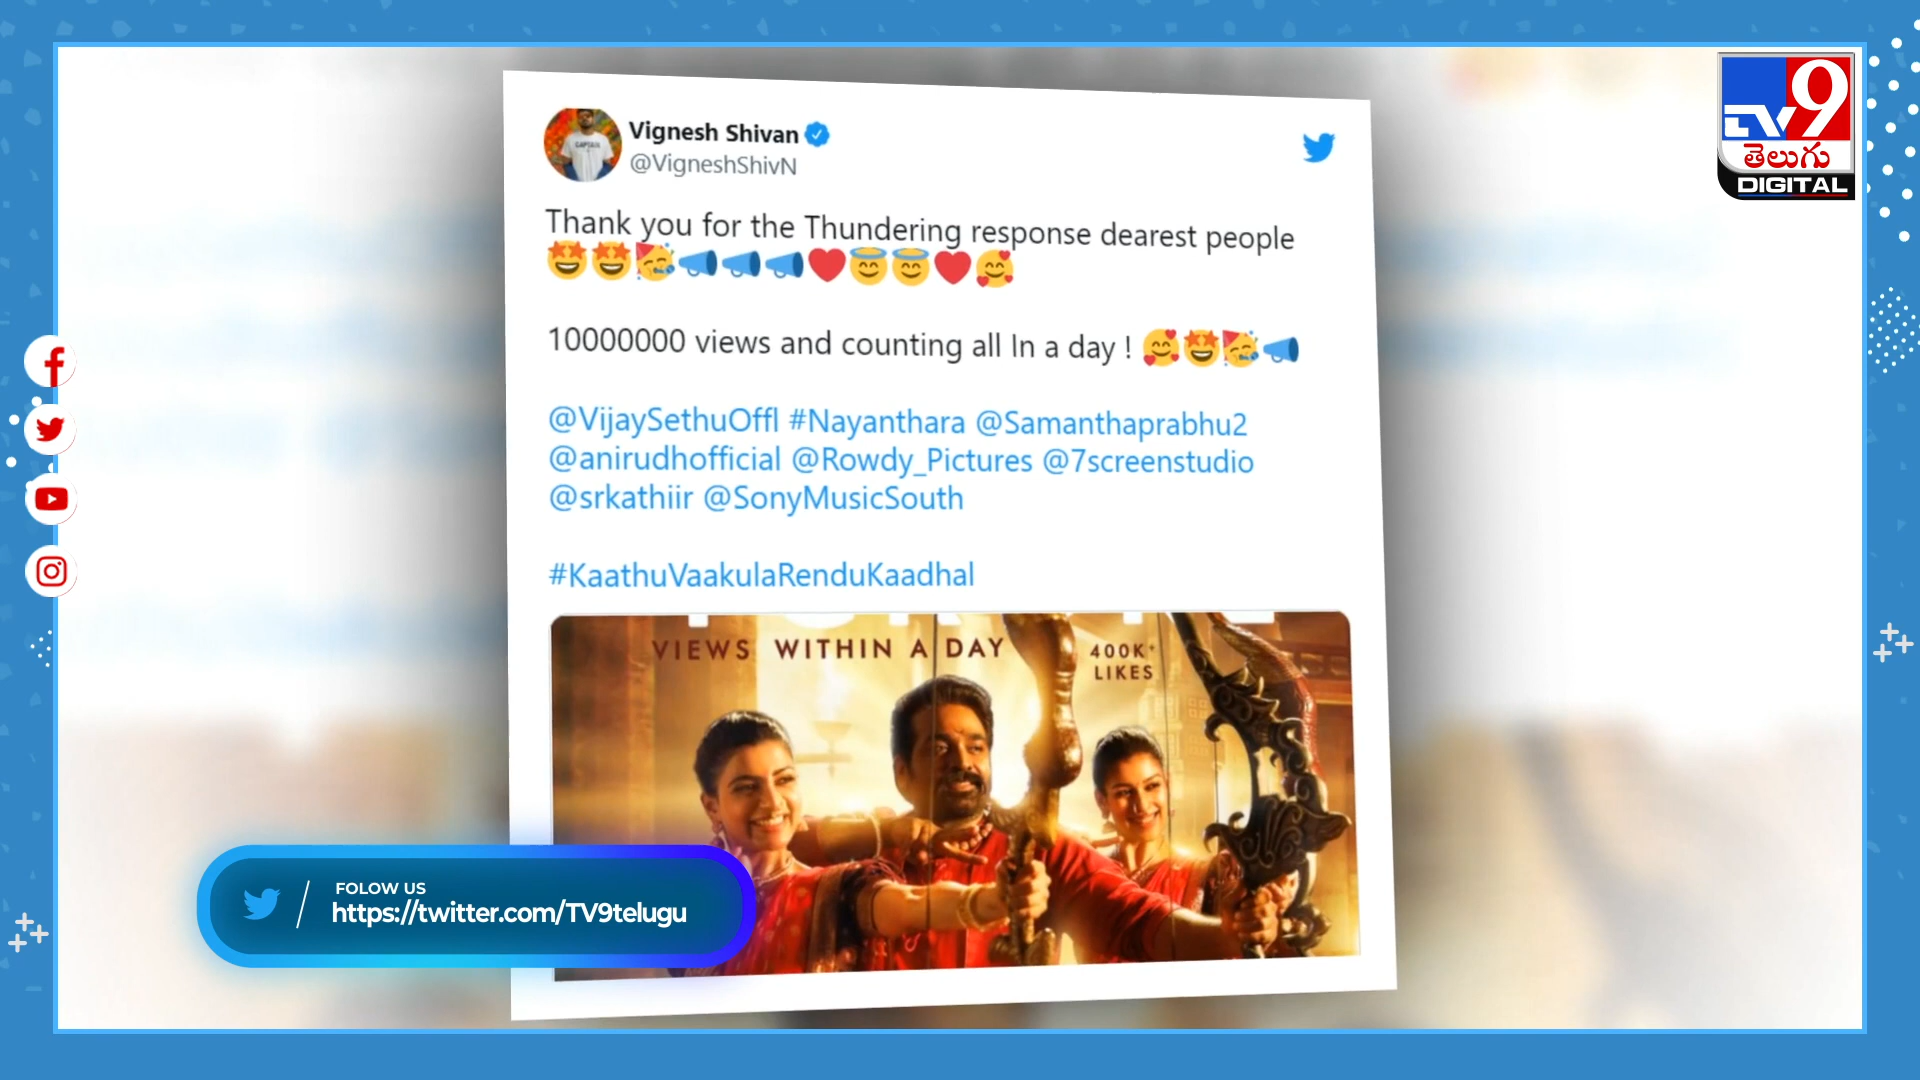 Vignesh Shivan
@VigneshShivN
Thank you for the Thundering response dearest people
🤩🤩🥳📣📣📣❤️😇😇❤️🥰
10000000 views and counting all In a day ! 🥰🤩🥳📣
@VijaySethuOffl #Nayanthara @Samanthaprabhu2
@anirudhofficial @Rowdy_Pictures @7screenstudio
@srkathiir @SonyMusicSouth
#KaathuVaakulaRenduKaadhal
VIEWS WITHIN A DAY
400K+
LIKES
FOLOW US
https://twitter.com/TV9telugu
TV9
తెలుగు
DIGITAL